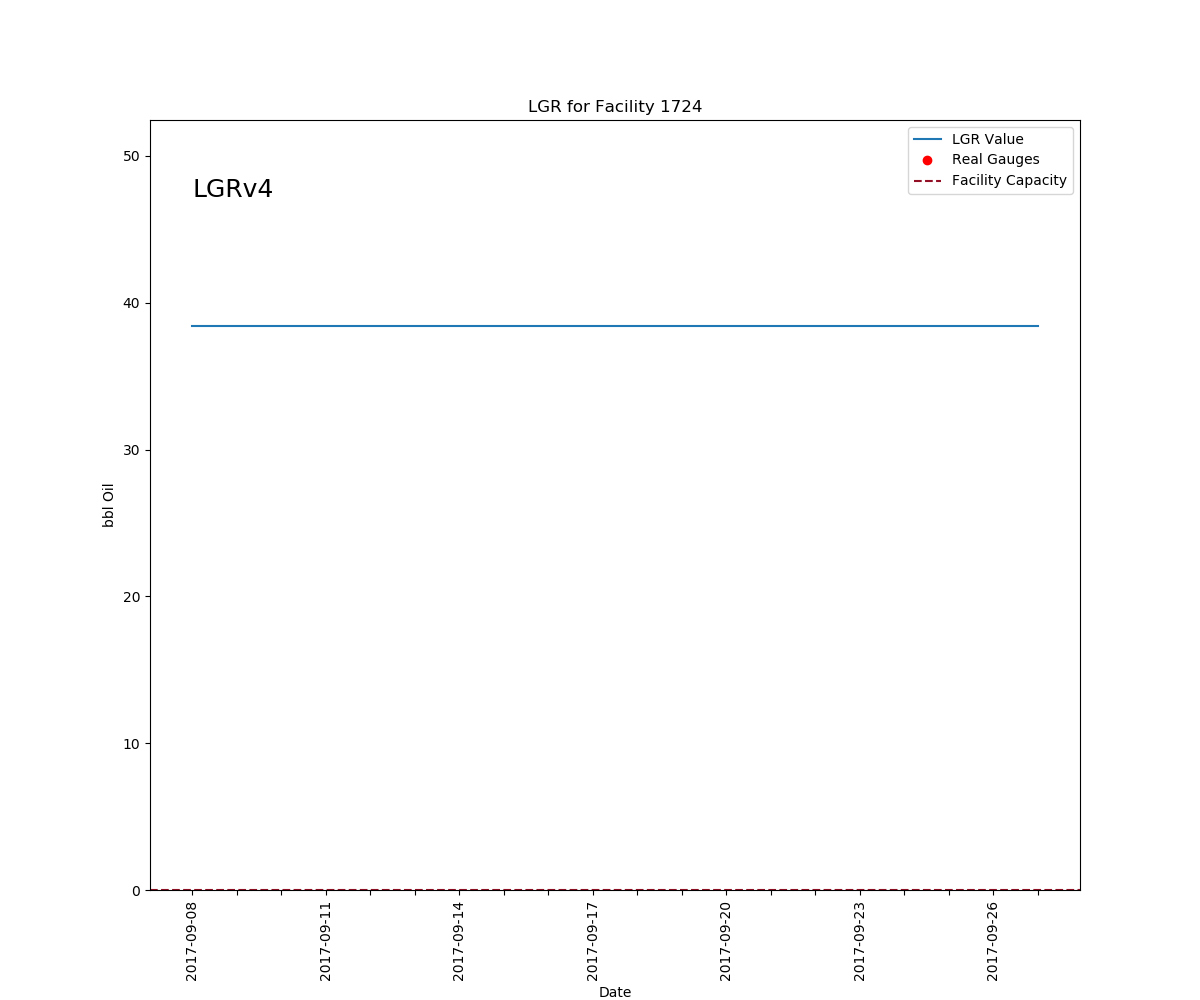 LGR for Facility 1724
LGR Value
Real Gauges
Facility Capacity
LGRv4
50
40
30
20
10
0
bbl Oil
2017-09-08
2017-09-11
2017-09-14
2017-09-17
2017-09-20
2017-09-23
2017-09-26
Date